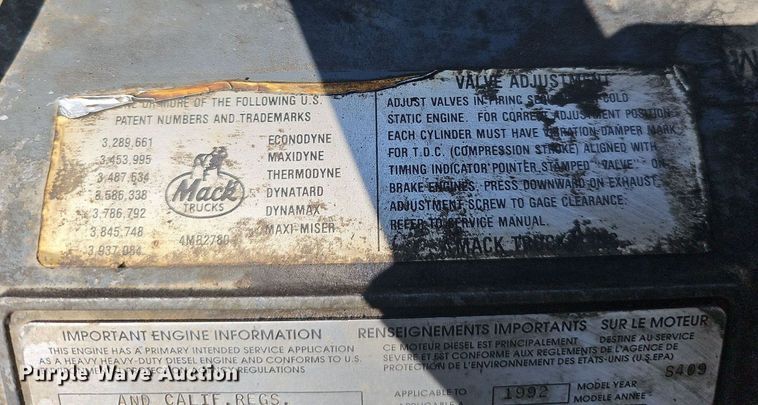 OF THE FOLLOWING U.S.
PATENT NUMBERS AND TRADEMARKS
3,289,661 ECONODYNE
3,453,995 MAXIDYNE
3,487,534 THERMODYNE
8,586,338 DYNATARD
3,786,792 DYNAMAX
3,845,748 MAXI-MISER
3,937,084
Mack
TRUCKS
4MB2780
VALVE ADJUSTMENT
ADJUST VALVES IN FIRING COLD
STATIC ENGINE. FOR CORRECT ADJUSTMENT POSITION
EACH CYLINDER MUST HAVE VIBRATION DAMPER MARK
FOR T.D.C. (COMPRESSION STROKE) ALIGNED WITH
TIMING INDICATOR POINTER STAMPED "VALVE" ON
BRAKE ENGINES, PRESS DOWNWARD ON EXHAUST
ADJUSTMENT SCREW TO GAGE CLEARANCE.
REFER TO SERVICE MANUAL.
MACK TRUCKS
IMPORTANT ENGINE INFORMATION
THIS ENGINE HAS A PRIMARY INTENDED SERVICE APPLICATION
AS A HEAVY HEAVY-DUTY DIESEL ENGINE AND CONFORMS TO U.S.
REGULATIONS
AND CALIF. REGS.
RENSEIGNEMENTS IMPORTANTS SUR LE MOTEUR
CE MOTEUR DIESEL EST PRINCIPALEMENT DESTINE AU SERVICE
SEVERE ET EST CONFORME AUX REGLEMENTS DE L'AGENCE DE
PROTECTION DE L'ENVIRONNEMENT DES ETATS-UNIS (U.S.EPA)
S409
APPLICABLE TO 1992 MODEL YEAR
APPLICABLE A MODELE ANNEE
Purple Wave Auction